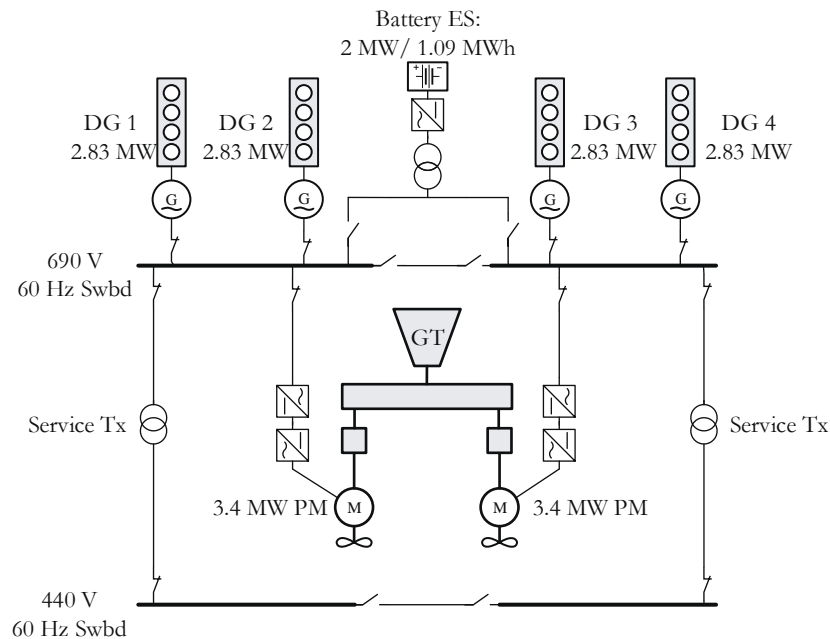 Battery ES:
2 MW/ 1.09 MWh
DG 1
2.83 MW
DG 2
2.83 MW
DG 3
2.83 MW
DG 4
2.83 MW
G
G
G
G
690 V
60 Hz Swbd
GT
Service Tx
Service Tx
3.4 MW PM
M
M
3.4 MW PM
440 V
60 Hz Swbd